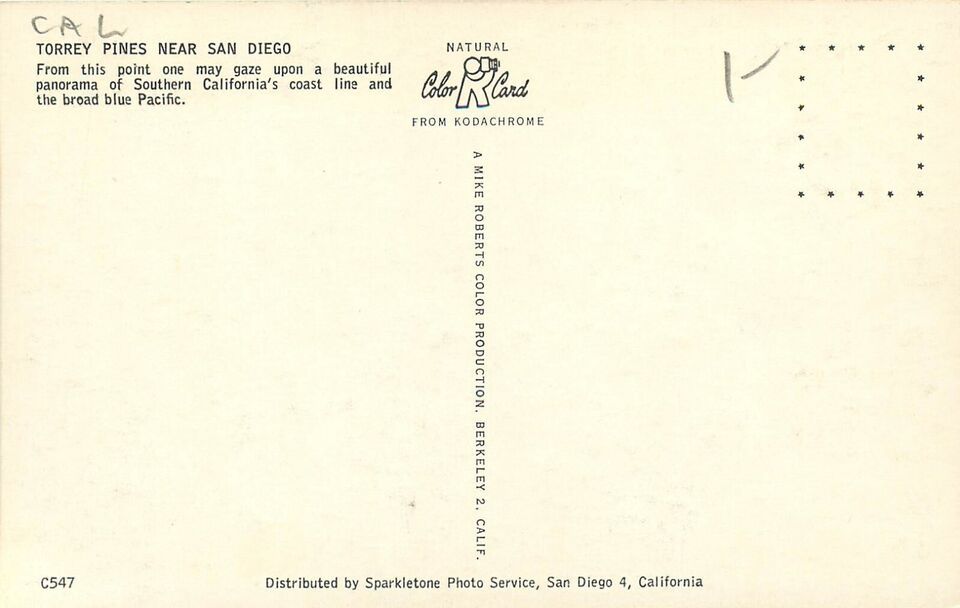 CAL
TORREY PINES NEAR SAN DIEGO
From this point one may gaze upon a beautiful
panorama of Southern California's coast line and
the broad blue Pacific.
NATURAL
Color Card
FROM KODACHROME
A MIKE ROBERTS COLOR PRODUCTION. BERKELEY 2. CALIF.
C547
Distributed by Sparkletone Photo Service, San Diego 4, California